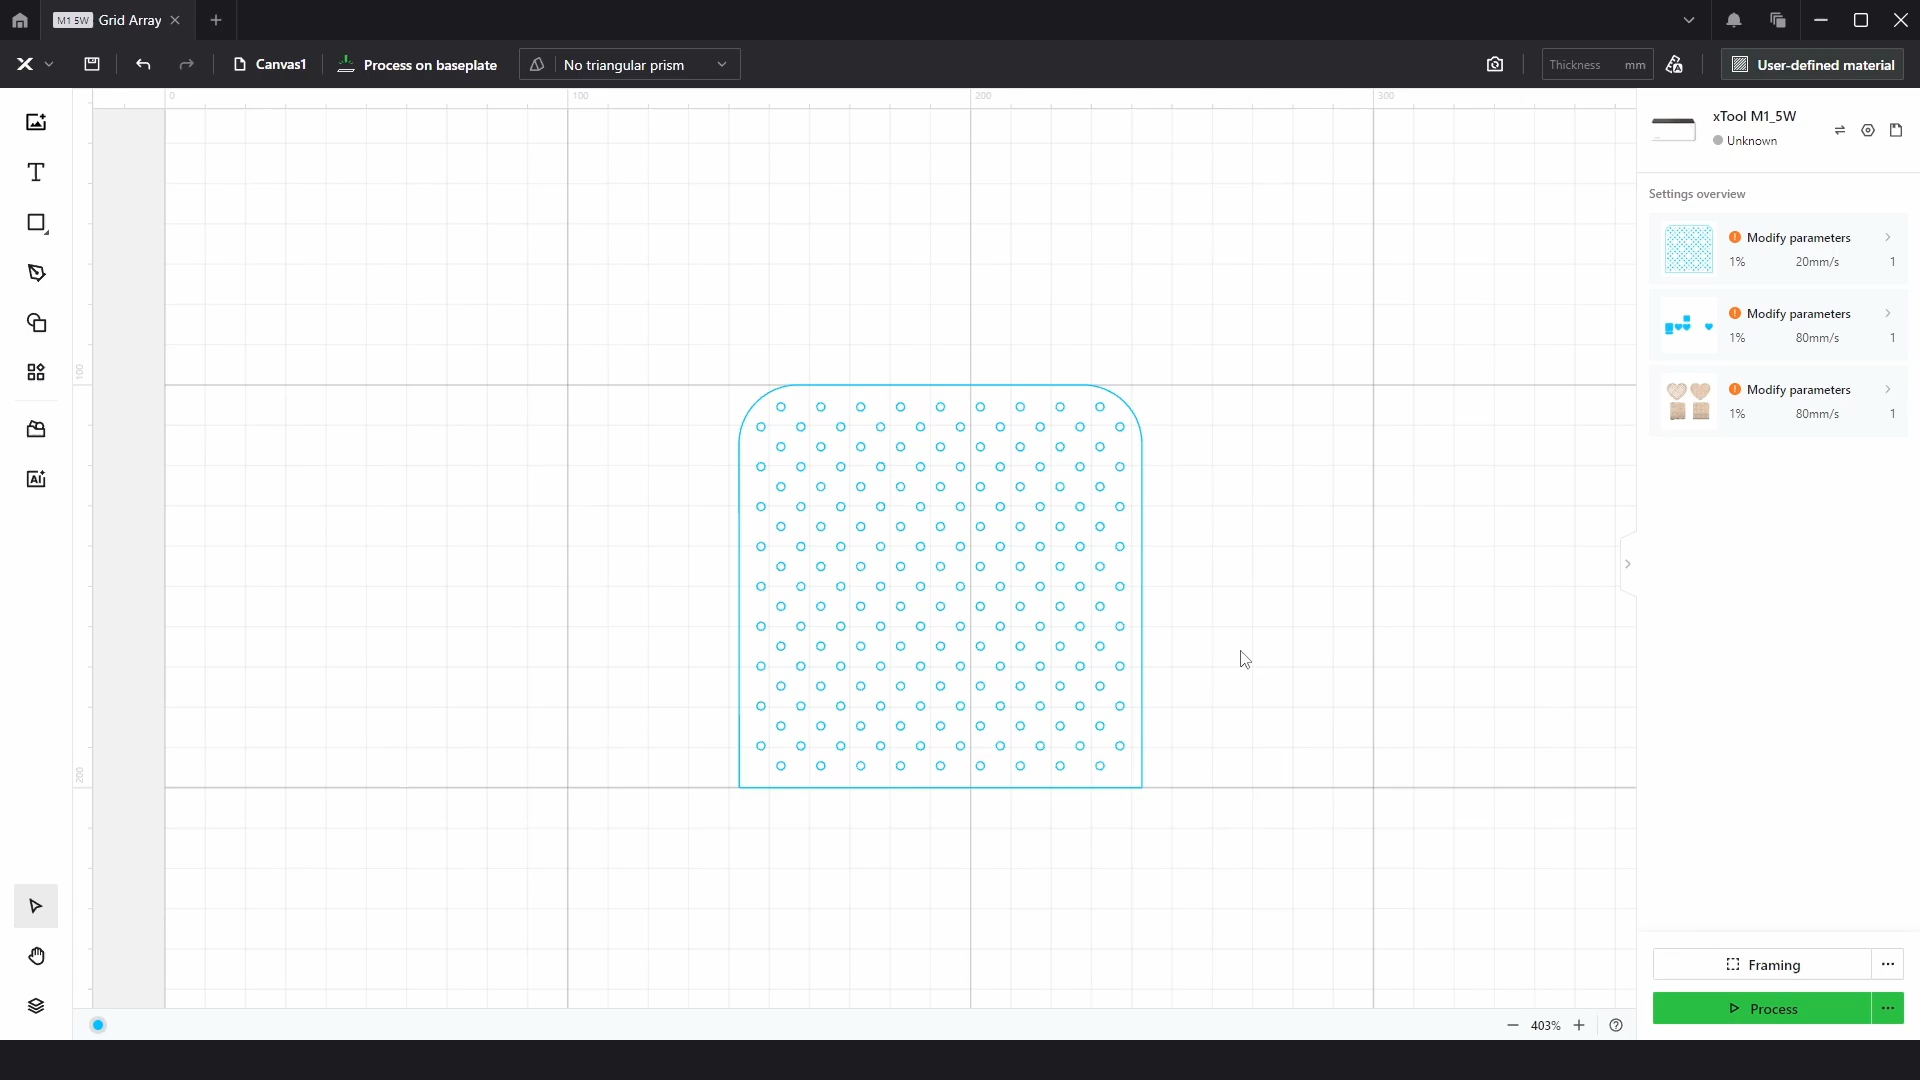 M1 5W Grid Array
Canvas1
Process on baseplate
No triangular prism
Thickness mm
User-defined material
0
100
200
300
100
200
AI
xTool M1_5W
Unknown
Settings overview
Modify parameters
1% 20mm/s 1
Modify parameters
1% 80mm/s 1
Modify parameters
1% 80mm/s 1
Framing
Process
403%